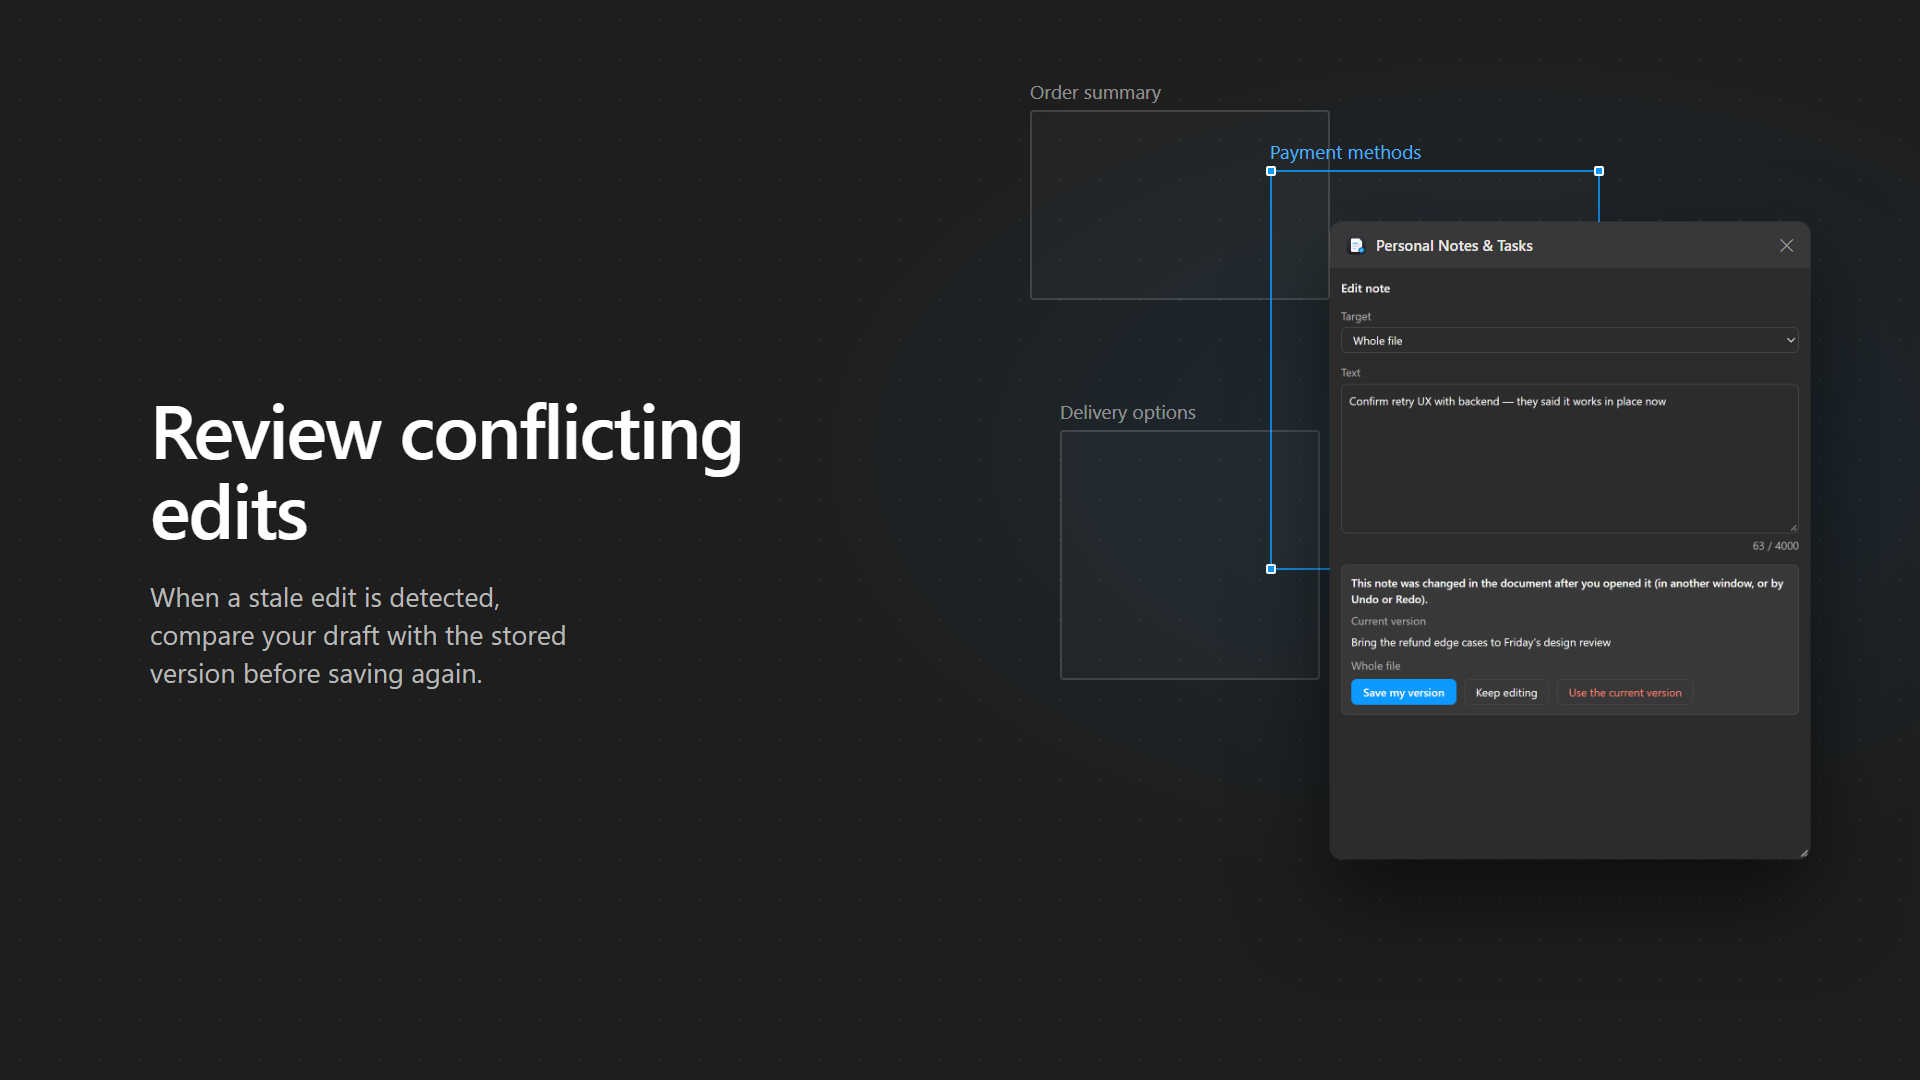 Review conflicting
edits
When a stale edit is detected,
compare your draft with the stored
version before saving again.
Order summary
Payment methods
Delivery options
Personal Notes & Tasks
Edit note
Target
Whole file
Text
Confirm retry UX with backend — they said it works in place now
63 / 4000
This note was changed in the document after you opened it (in another window, or by
Undo or Redo).
Current version
Bring the refund edge cases to Friday's design review
Whole file
Save my version
Keep editing
Use the current version